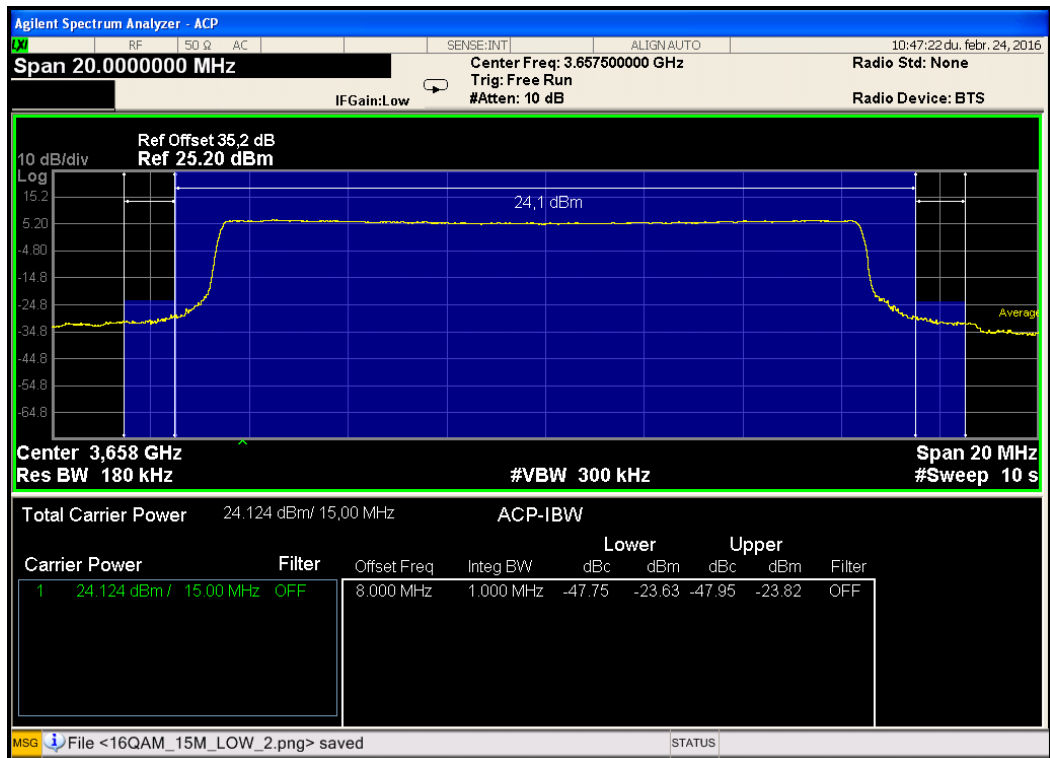 Agilent Spectrum Analyzer - ACP
LXI RF 50 Ω AC SENSE:INT ALIGN AUTO 10:47:22 du. febr. 24, 2016
Span 20.0000000 MHz Center Freq: 3.657500000 GHz Radio Std: None
Trig: Free Run
IFGain:Low #Atten: 10 dB Radio Device: BTS
Ref Offset 35,2 dB
10 dB/div Ref 25.20 dBm
Log
15.2
24,1 dBm
5.20
-4.80
-14.8
-24.8
Average
-34.8
-44.8
-54.8
-64.8
Center 3,658 GHz Span 20 MHz
Res BW 180 kHz #VBW 300 kHz #Sweep 10 s
Total Carrier Power 24.124 dBm/ 15,00 MHz ACP-IBW
Lower Upper
Carrier Power Filter Offset Freq Integ BW dBc dBm dBc dBm Filter
1 24.124 dBm / 15.00 MHz OFF 8.000 MHz 1.000 MHz -47.75 -23.63 -47.95 -23.82 OFF
MSG File <16QAM_15M_LOW_2.png> saved STATUS